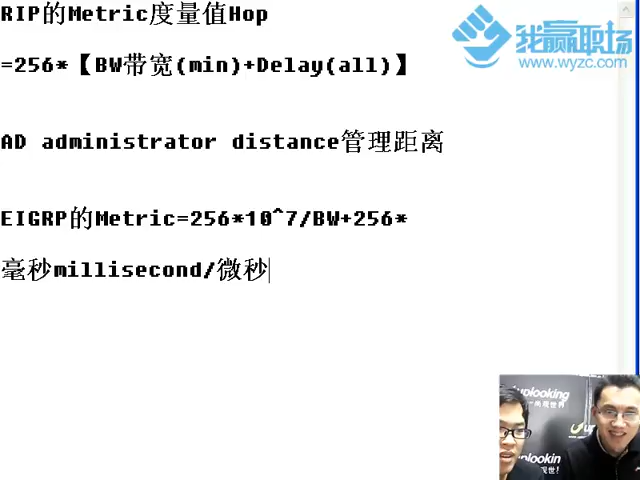 RIP的Metric度量值Hop
我赢职场
www.wyzc.com
=256*【BW带宽(min)+Delay(all)】
AD administrator distance管理距离
EIGRP的Metric=256*10^7/BW+256*
毫秒millisecond/微秒
uplooking